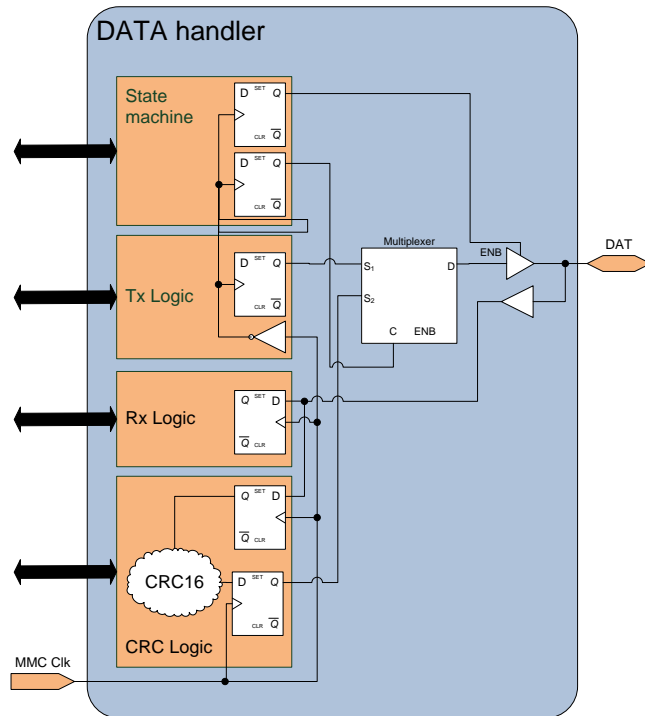 DATA handler
State
machine
D SET Q
CLR Q
D SET Q
CLR Q
Multiplexer
ENB
DAT
Tx Logic
D SET Q
CLR Q
S1
D
S2
C ENB
Rx Logic
Q SET D
Q CLR
Q SET D
Q CLR
CRC16
D SET Q
CLR Q
CRC Logic
MMC Clk